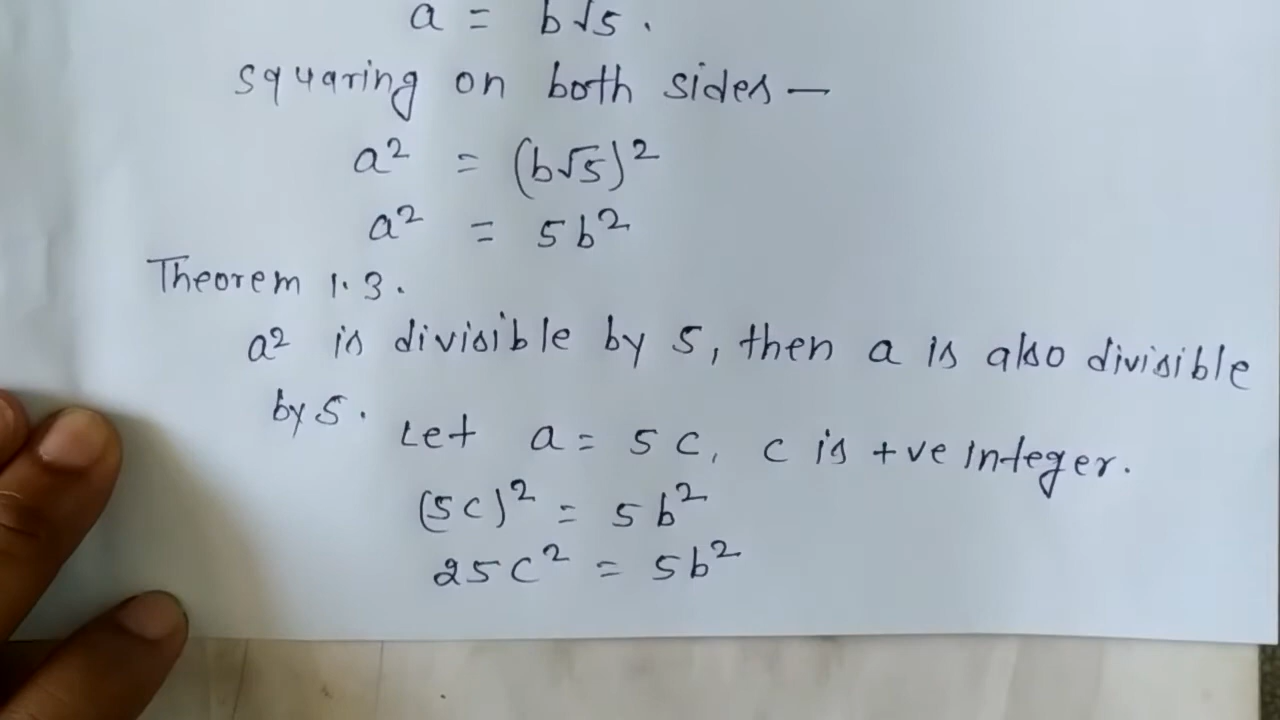 a = b√5.
squaring on both sides —
a² = (b√5)²
a² = 5b²
Theorem 1.3.
a² is divisible by 5, then a is also divisible
by 5.
Let a = 5c, c is +ve integer.
(5c)² = 5b²
25c² = 5b²